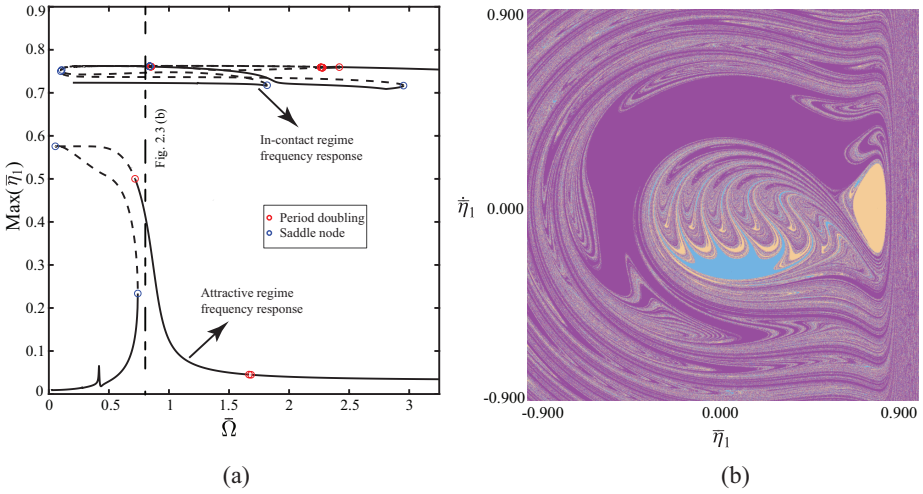 0.9
0.8
0.7
0.6
0.5
0.4
0.3
0.2
0.1
0
Max(η̄₁)
0
0.5
1
1.5
2
2.5
3
Ω̄
Fig. 2.3 (b)
In-contact regime
frequency response
Period doubling
Saddle node
Attractive regime
frequency response
(a)
0.900
0.000
-0.900
η̄̇₁
-0.900
0.000
0.900
η̄₁
(b)